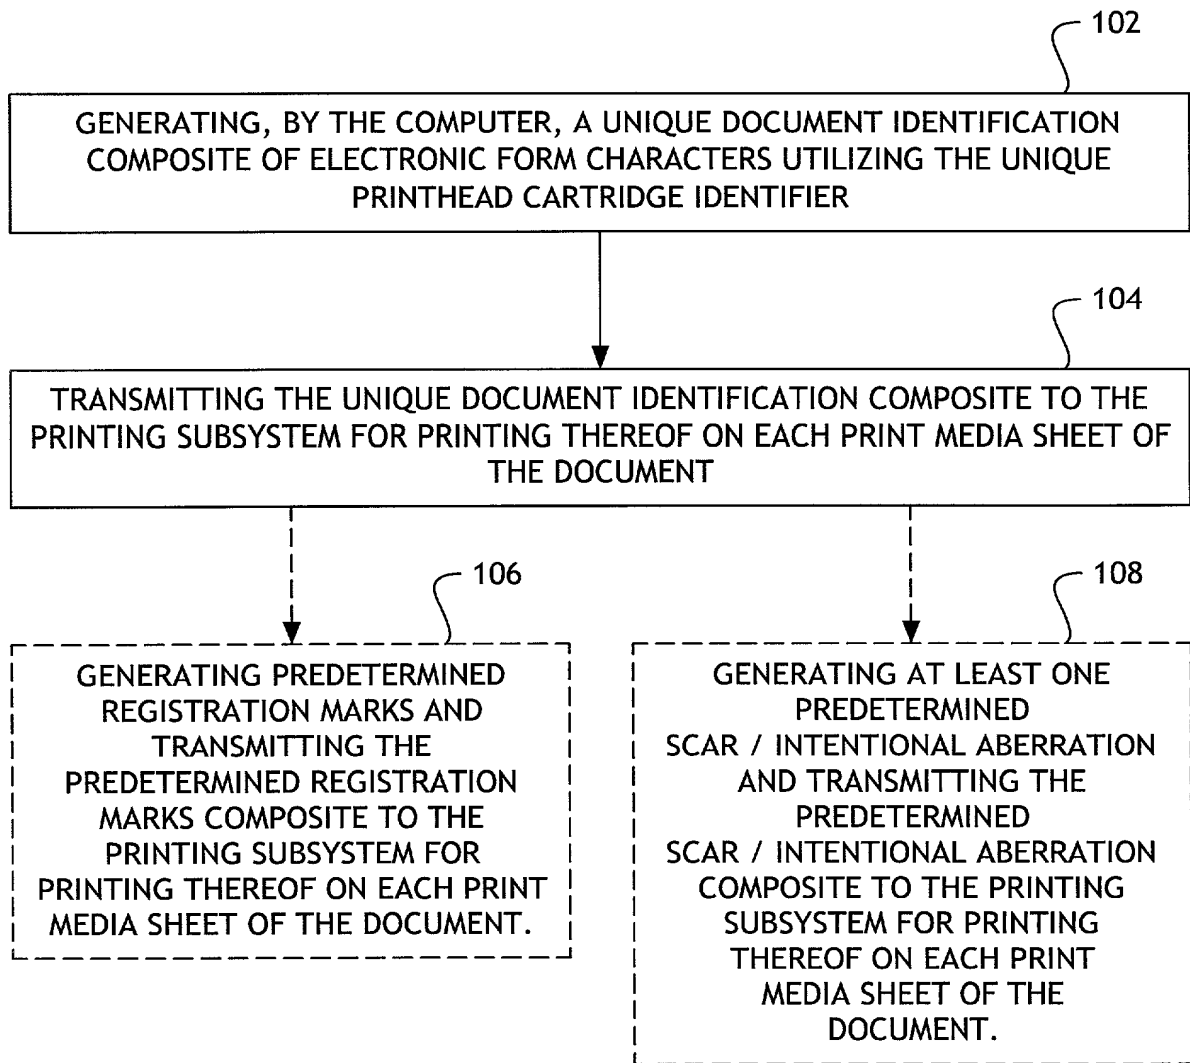 102
GENERATING, BY THE COMPUTER, A UNIQUE DOCUMENT IDENTIFICATION
COMPOSITE OF ELECTRONIC FORM CHARACTERS UTILIZING THE UNIQUE
PRINTHEAD CARTRIDGE IDENTIFIER
104
TRANSMITTING THE UNIQUE DOCUMENT IDENTIFICATION COMPOSITE TO THE
PRINTING SUBSYSTEM FOR PRINTING THEREOF ON EACH PRINT MEDIA SHEET OF
THE DOCUMENT
106
GENERATING PREDETERMINED
REGISTRATION MARKS AND
TRANSMITTING THE
PREDETERMINED REGISTRATION
MARKS COMPOSITE TO THE
PRINTING SUBSYSTEM FOR
PRINTING THEREOF ON EACH PRINT
MEDIA SHEET OF THE DOCUMENT.
108
GENERATING AT LEAST ONE
PREDETERMINED
SCAR / INTENTIONAL ABERRATION
AND TRANSMITTING THE
PREDETERMINED
SCAR / INTENTIONAL ABERRATION
COMPOSITE TO THE PRINTING
SUBSYSTEM FOR PRINTING
THEREOF ON EACH PRINT
MEDIA SHEET OF THE
DOCUMENT.